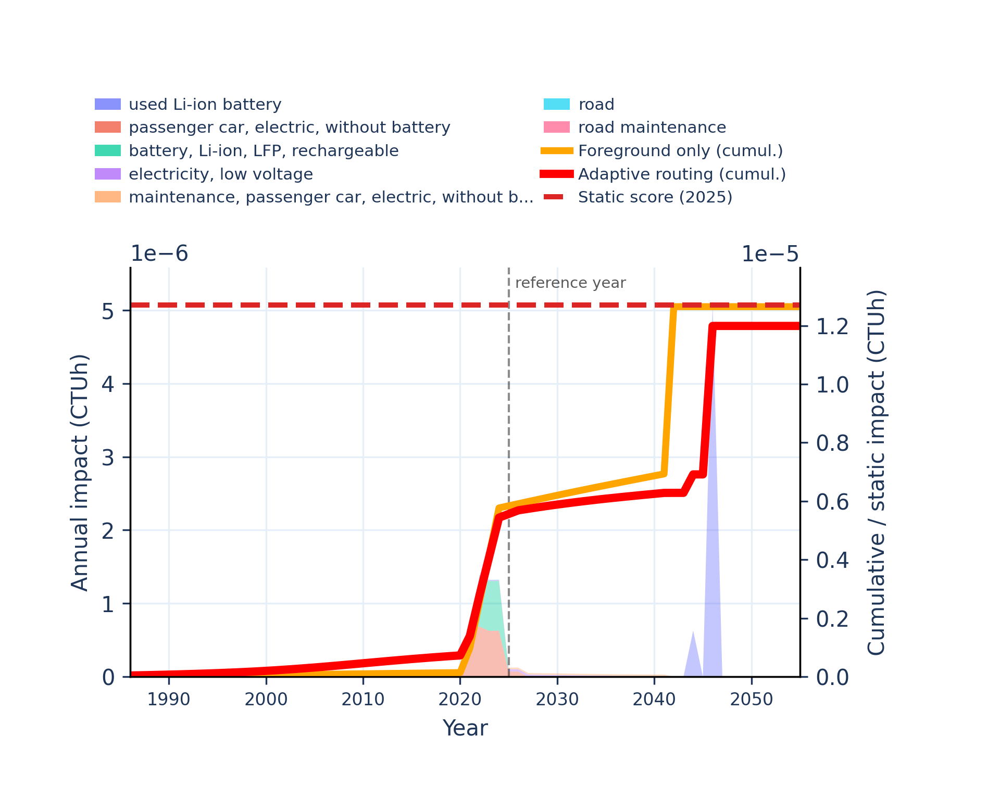 used Li-ion battery
passenger car, electric, without battery
battery, Li-ion, LFP, rechargeable
electricity, low voltage
maintenance, passenger car, electric, without b...
road
road maintenance
Foreground only (cumul.)
Adaptive routing (cumul.)
Static score (2025)
1e−6
1e−5
reference year
Annual impact (CTUh)
5
4
3
2
1
0
1.2
1.0
0.8
0.6
0.4
0.2
0.0
Cumulative / static impact (CTUh)
1990 2000 2010 2020 2030 2040 2050
Year